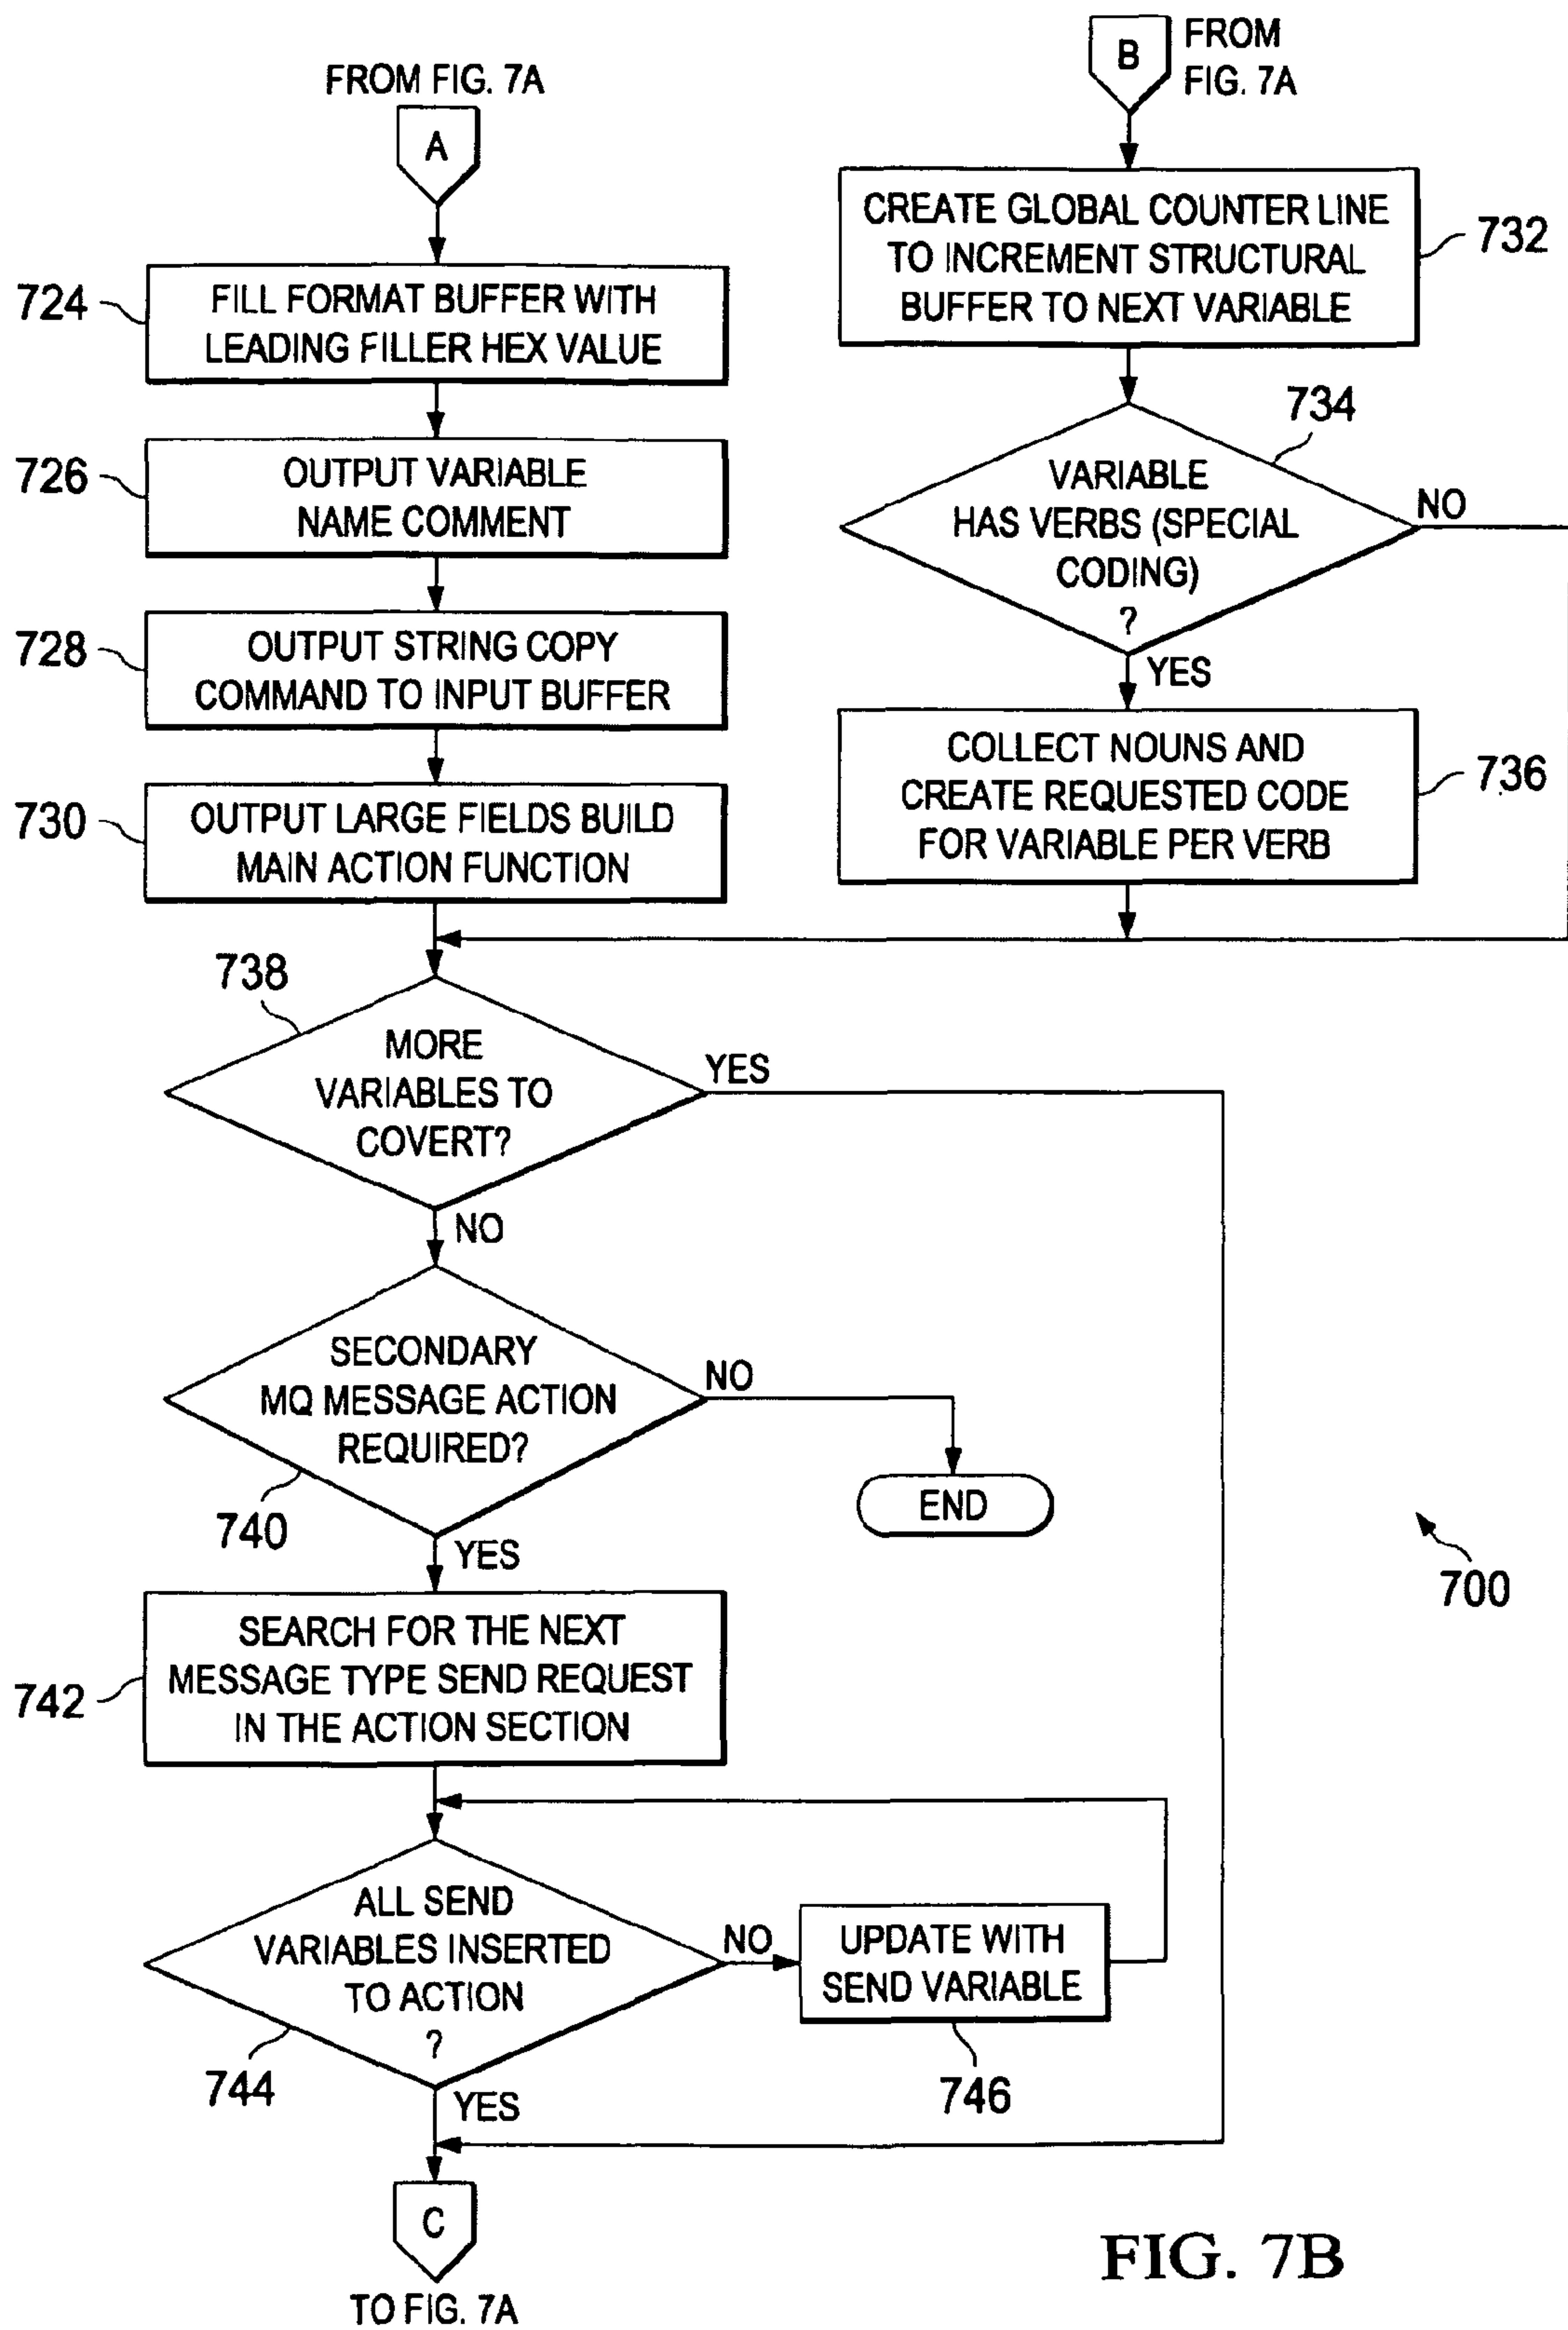 FROM FIG. 7A
A
724
FILL FORMAT BUFFER WITH
LEADING FILLER HEX VALUE
726
OUTPUT VARIABLE
NAME COMMENT
728
OUTPUT STRING COPY
COMMAND TO INPUT BUFFER
730
OUTPUT LARGE FIELDS BUILD
MAIN ACTION FUNCTION
B
FROM
FIG. 7A
CREATE GLOBAL COUNTER LINE
TO INCREMENT STRUCTURAL
BUFFER TO NEXT VARIABLE
732
734
VARIABLE
HAS VERBS (SPECIAL
CODING)
?
NO
YES
COLLECT NOUNS AND
CREATE REQUESTED CODE
FOR VARIABLE PER VERB
736
738
MORE
VARIABLES TO
COVERT?
YES
NO
SECONDARY
MQ MESSAGE ACTION
REQUIRED?
NO
740
END
YES
700
742
SEARCH FOR THE NEXT
MESSAGE TYPE SEND REQUEST
IN THE ACTION SECTION
ALL SEND
VARIABLES INSERTED
TO ACTION
?
744
NO
UPDATE WITH
SEND VARIABLE
746
YES
C
TO FIG. 7A
FIG. 7B